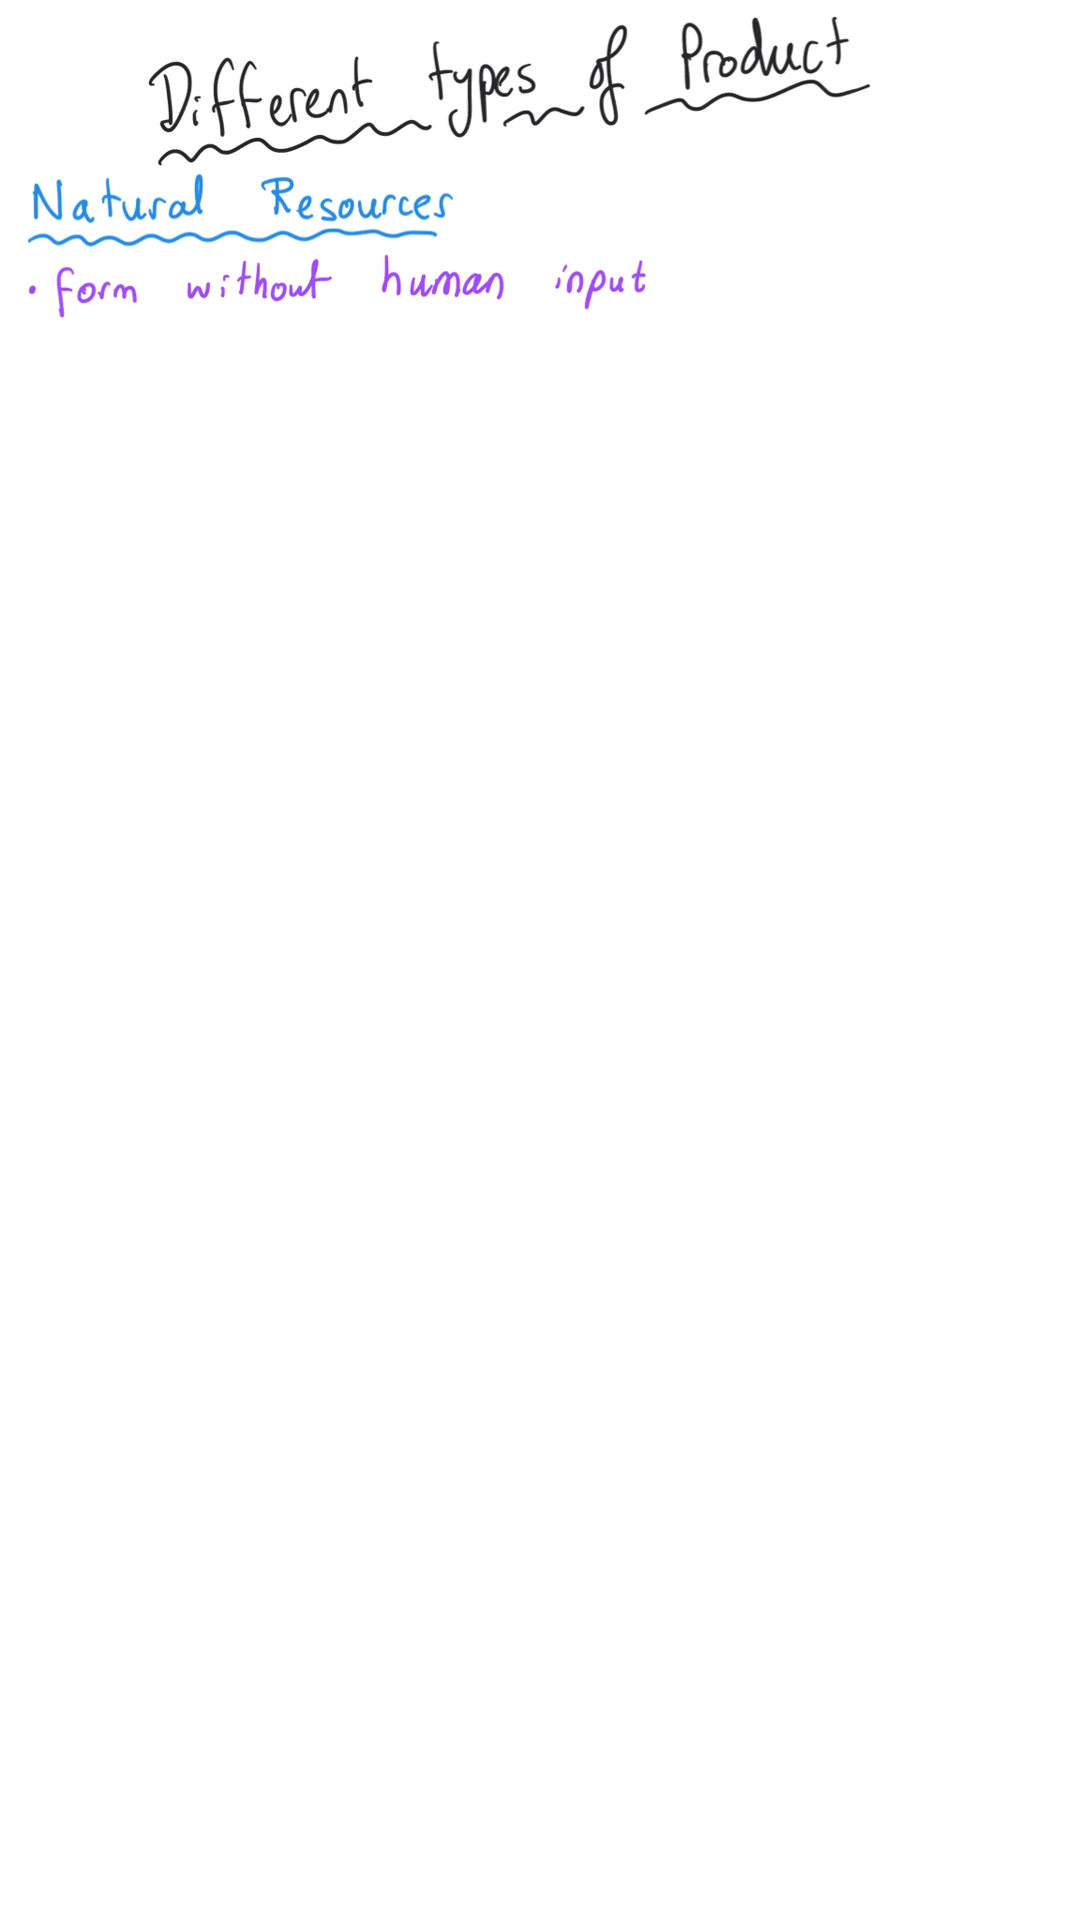 Different types of Product
Natural Resources
• form without human input